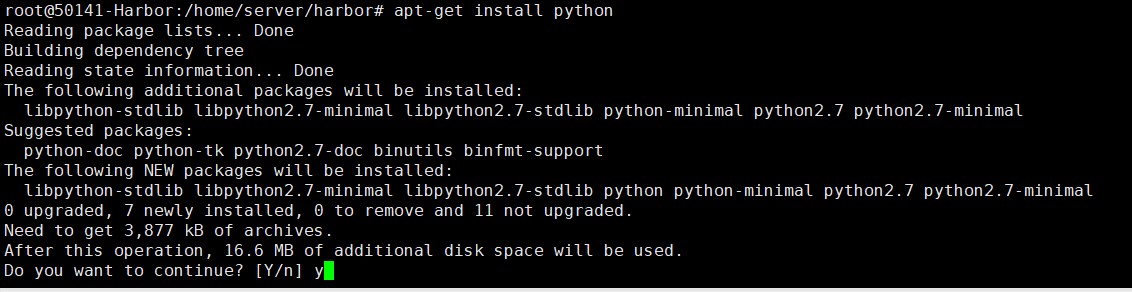 root@50141-Harbor:/home/server/harbor# apt-get install python
Reading package lists... Done
Building dependency tree
Reading state information... Done
The following additional packages will be installed:
  libpython-stdlib libpython2.7-minimal libpython2.7-stdlib python-minimal python2.7 python2.7-minimal
Suggested packages:
  python-doc python-tk python2.7-doc binutils binfmt-support
The following NEW packages will be installed:
  libpython-stdlib libpython2.7-minimal libpython2.7-stdlib python python-minimal python2.7 python2.7-minimal
0 upgraded, 7 newly installed, 0 to remove and 11 not upgraded.
Need to get 3,877 kB of archives.
After this operation, 16.6 MB of additional disk space will be used.
Do you want to continue? [Y/n] y